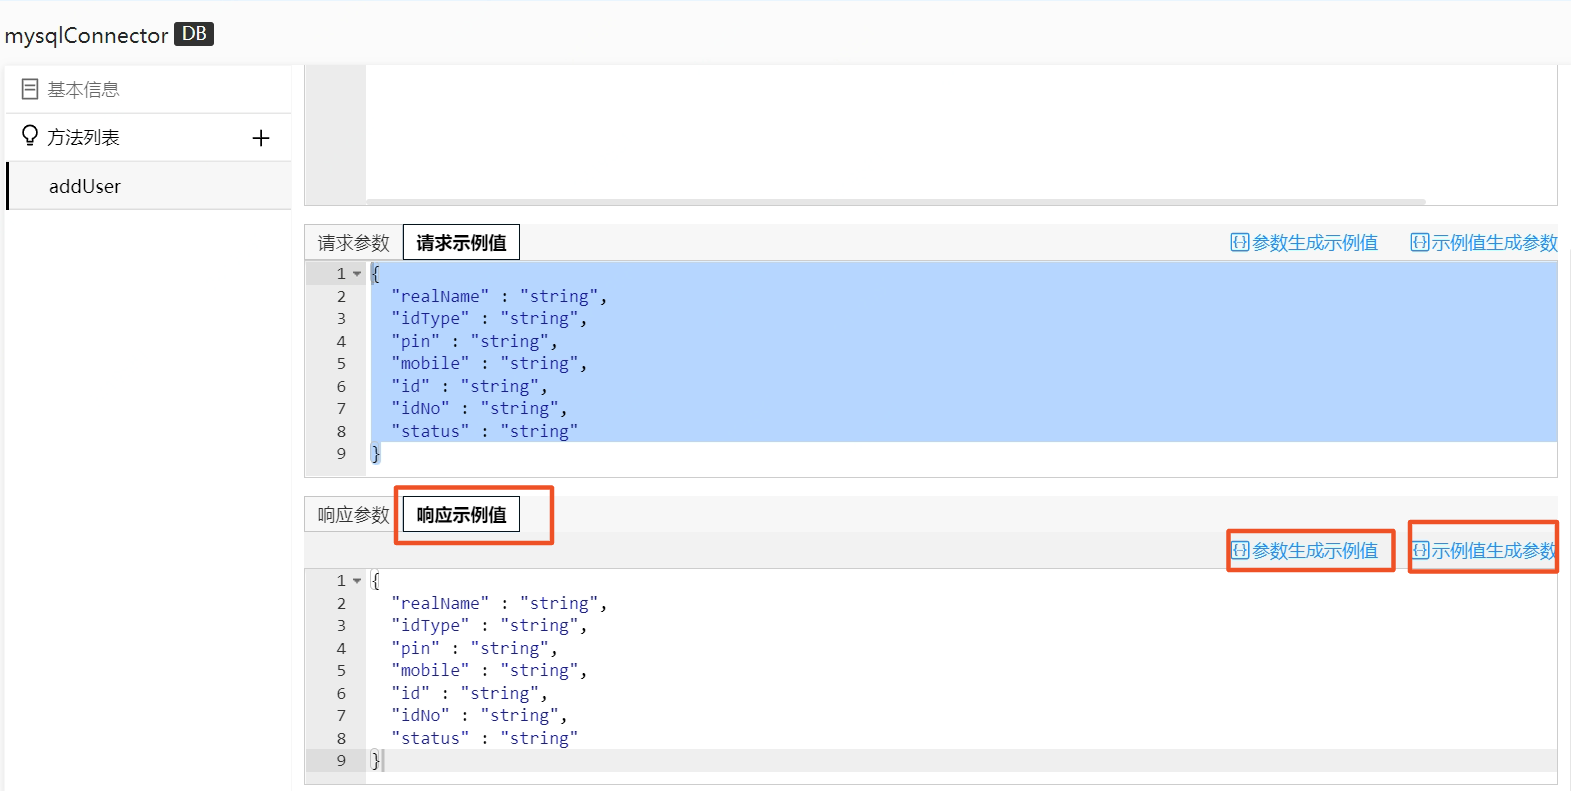 mysqlConnector DB
基本信息
方法列表 +
addUser
请求参数 请求示例值 参数生成示例值 示例值生成参数
1 {
2 "realName" : "string",
3 "idType" : "string",
4 "pin" : "string",
5 "mobile" : "string",
6 "id" : "string",
7 "idNo" : "string",
8 "status" : "string"
9 }
响应参数 响应示例值
参数生成示例值 示例值生成参数
1 {
2 "realName" : "string",
3 "idType" : "string",
4 "pin" : "string",
5 "mobile" : "string",
6 "id" : "string",
7 "idNo" : "string",
8 "status" : "string"
9 }